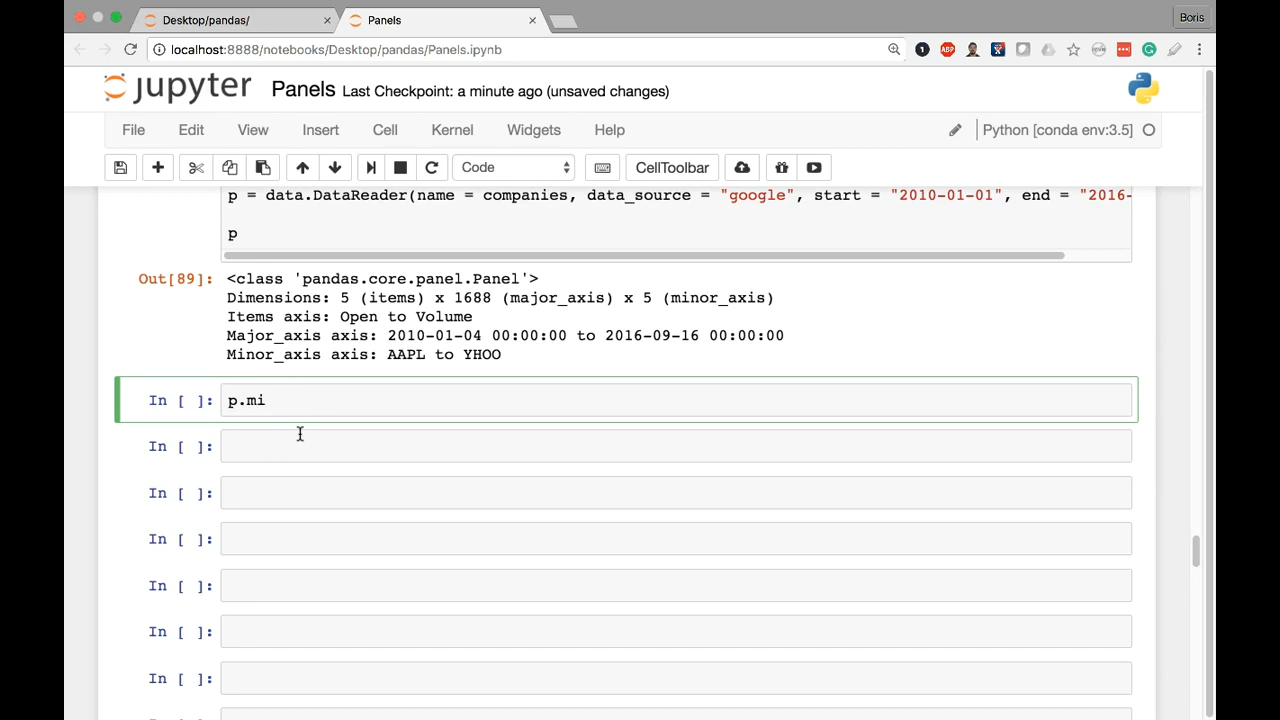 Desktop/pandas/
Panels
Boris
localhost:8888/notebooks/Desktop/pandas/Panels.ipynb
jupyter Panels Last Checkpoint: a minute ago (unsaved changes)
File Edit View Insert Cell Kernel Widgets Help Python [conda env:3.5]
Code CellToolbar
p = data.DataReader(name = companies, data_source = "google", start = "2010-01-01", end = "2016-
p
Out[89]: <class 'pandas.core.panel.Panel'>
Dimensions: 5 (items) x 1688 (major_axis) x 5 (minor_axis)
Items axis: Open to Volume
Major_axis axis: 2010-01-04 00:00:00 to 2016-09-16 00:00:00
Minor_axis axis: AAPL to YHOO
In [ ]: p.mi
In [ ]:
In [ ]:
In [ ]:
In [ ]:
In [ ]:
In [ ]: